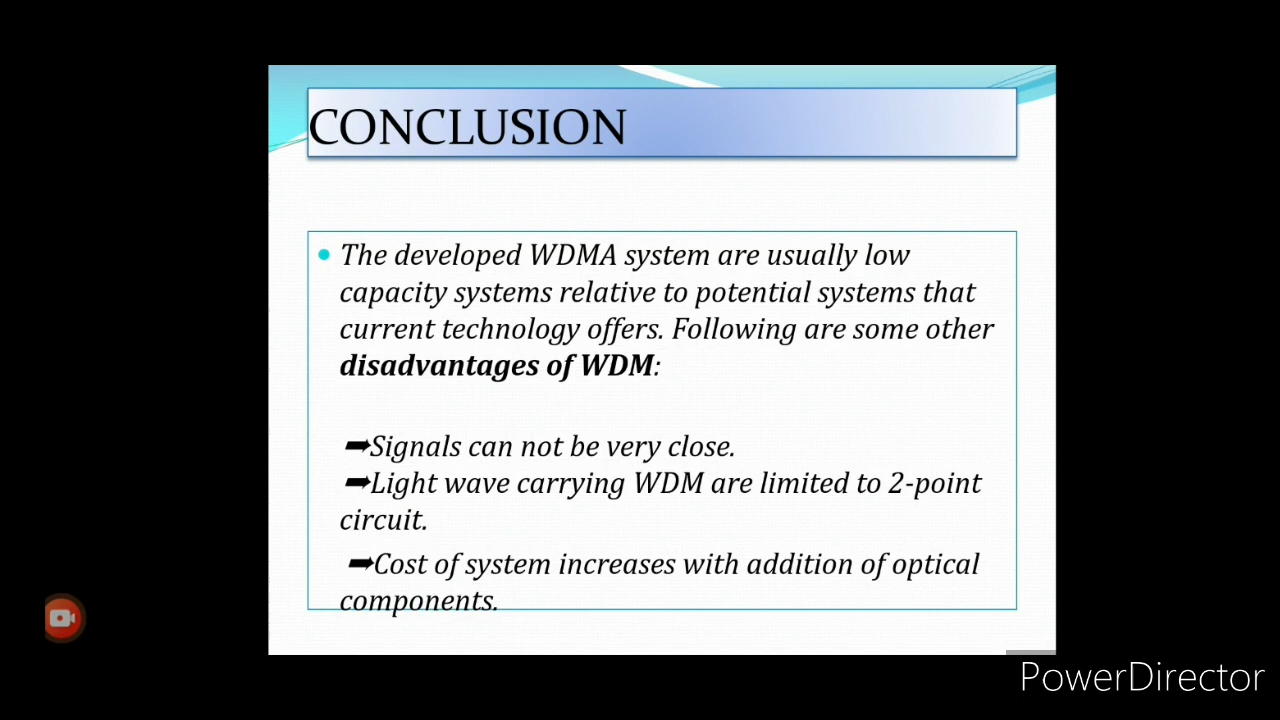 CONCLUSION
The developed WDMA system are usually low
capacity systems relative to potential systems that
current technology offers. Following are some other
disadvantages of WDM:
➡Signals can not be very close.
➡Light wave carrying WDM are limited to 2-point
circuit.
➡Cost of system increases with addition of optical
components.
PowerDirector